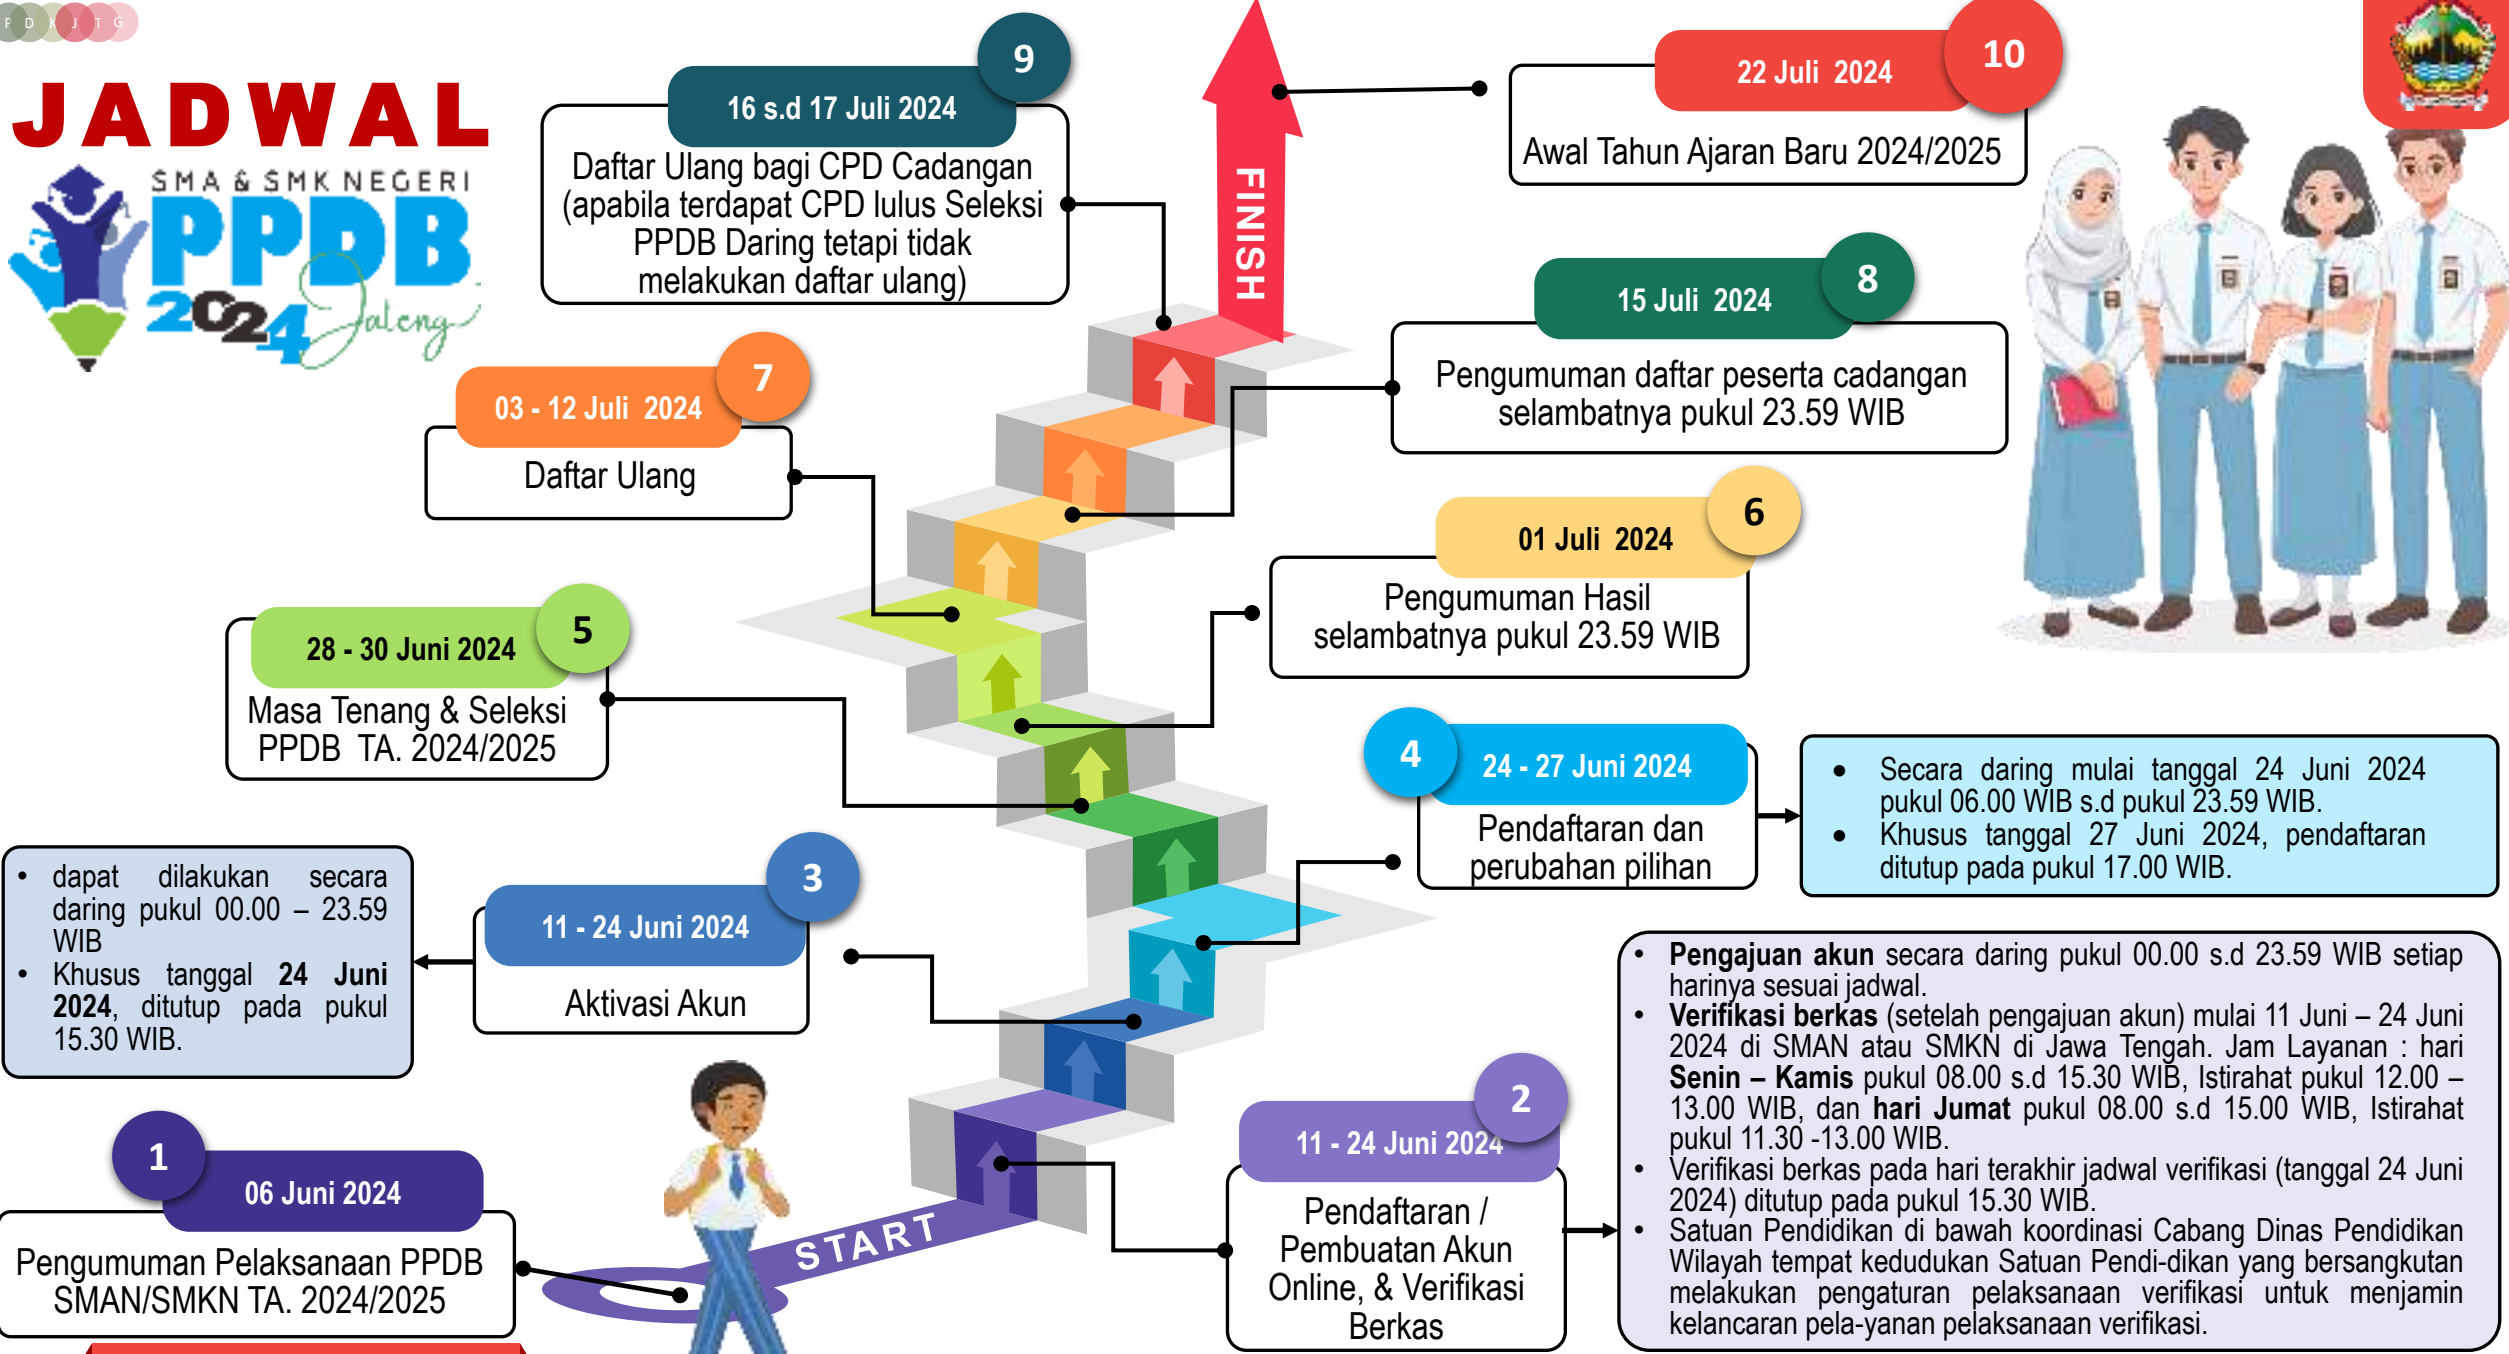 P D K J T G
JADWAL
SMA & SMK NEGERI
PPDB
2024 Jateng
9
16 s.d 17 Juli 2024
Daftar Ulang bagi CPD Cadangan
(apabila terdapat CPD lulus Seleksi
PPDB Daring tetapi tidak
melakukan daftar ulang)
10
22 Juli 2024
Awal Tahun Ajaran Baru 2024/2025
FINISH
8
15 Juli 2024
Pengumuman daftar peserta cadangan
selambatnya pukul 23.59 WIB
7
03 - 12 Juli 2024
Daftar Ulang
6
01 Juli 2024
Pengumuman Hasil
selambatnya pukul 23.59 WIB
5
28 - 30 Juni 2024
Masa Tenang & Seleksi
PPDB TA. 2024/2025
4
24 - 27 Juni 2024
Pendaftaran dan
perubahan pilihan
• Secara daring mulai tanggal 24 Juni 2024
pukul 06.00 WIB s.d pukul 23.59 WIB.
• Khusus tanggal 27 Juni 2024, pendaftaran
ditutup pada pukul 17.00 WIB.
3
11 - 24 Juni 2024
Aktivasi Akun
• dapat dilakukan secara
daring pukul 00.00 – 23.59
WIB
• Khusus tanggal 24 Juni
2024, ditutup pada pukul
15.30 WIB.
2
11 - 24 Juni 2024
Pendaftaran /
Pembuatan Akun
Online, & Verifikasi
Berkas
• Pengajuan akun secara daring pukul 00.00 s.d 23.59 WIB setiap
harinya sesuai jadwal.
• Verifikasi berkas (setelah pengajuan akun) mulai 11 Juni – 24 Juni
2024 di SMAN atau SMKN di Jawa Tengah. Jam Layanan : hari
Senin – Kamis pukul 08.00 s.d 15.30 WIB, Istirahat pukul 12.00 –
13.00 WIB, dan hari Jumat pukul 08.00 s.d 15.00 WIB, Istirahat
pukul 11.30 -13.00 WIB.
• Verifikasi berkas pada hari terakhir jadwal verifikasi (tanggal 24 Juni
2024) ditutup pada pukul 15.30 WIB.
• Satuan Pendidikan di bawah koordinasi Cabang Dinas Pendidikan
Wilayah tempat kedudukan Satuan Pendi-dikan yang bersangkutan
melakukan pengaturan pelaksanaan verifikasi untuk menjamin
kelancaran pela-yanan pelaksanaan verifikasi.
1
06 Juni 2024
Pengumuman Pelaksanaan PPDB
SMAN/SMKN TA. 2024/2025
START